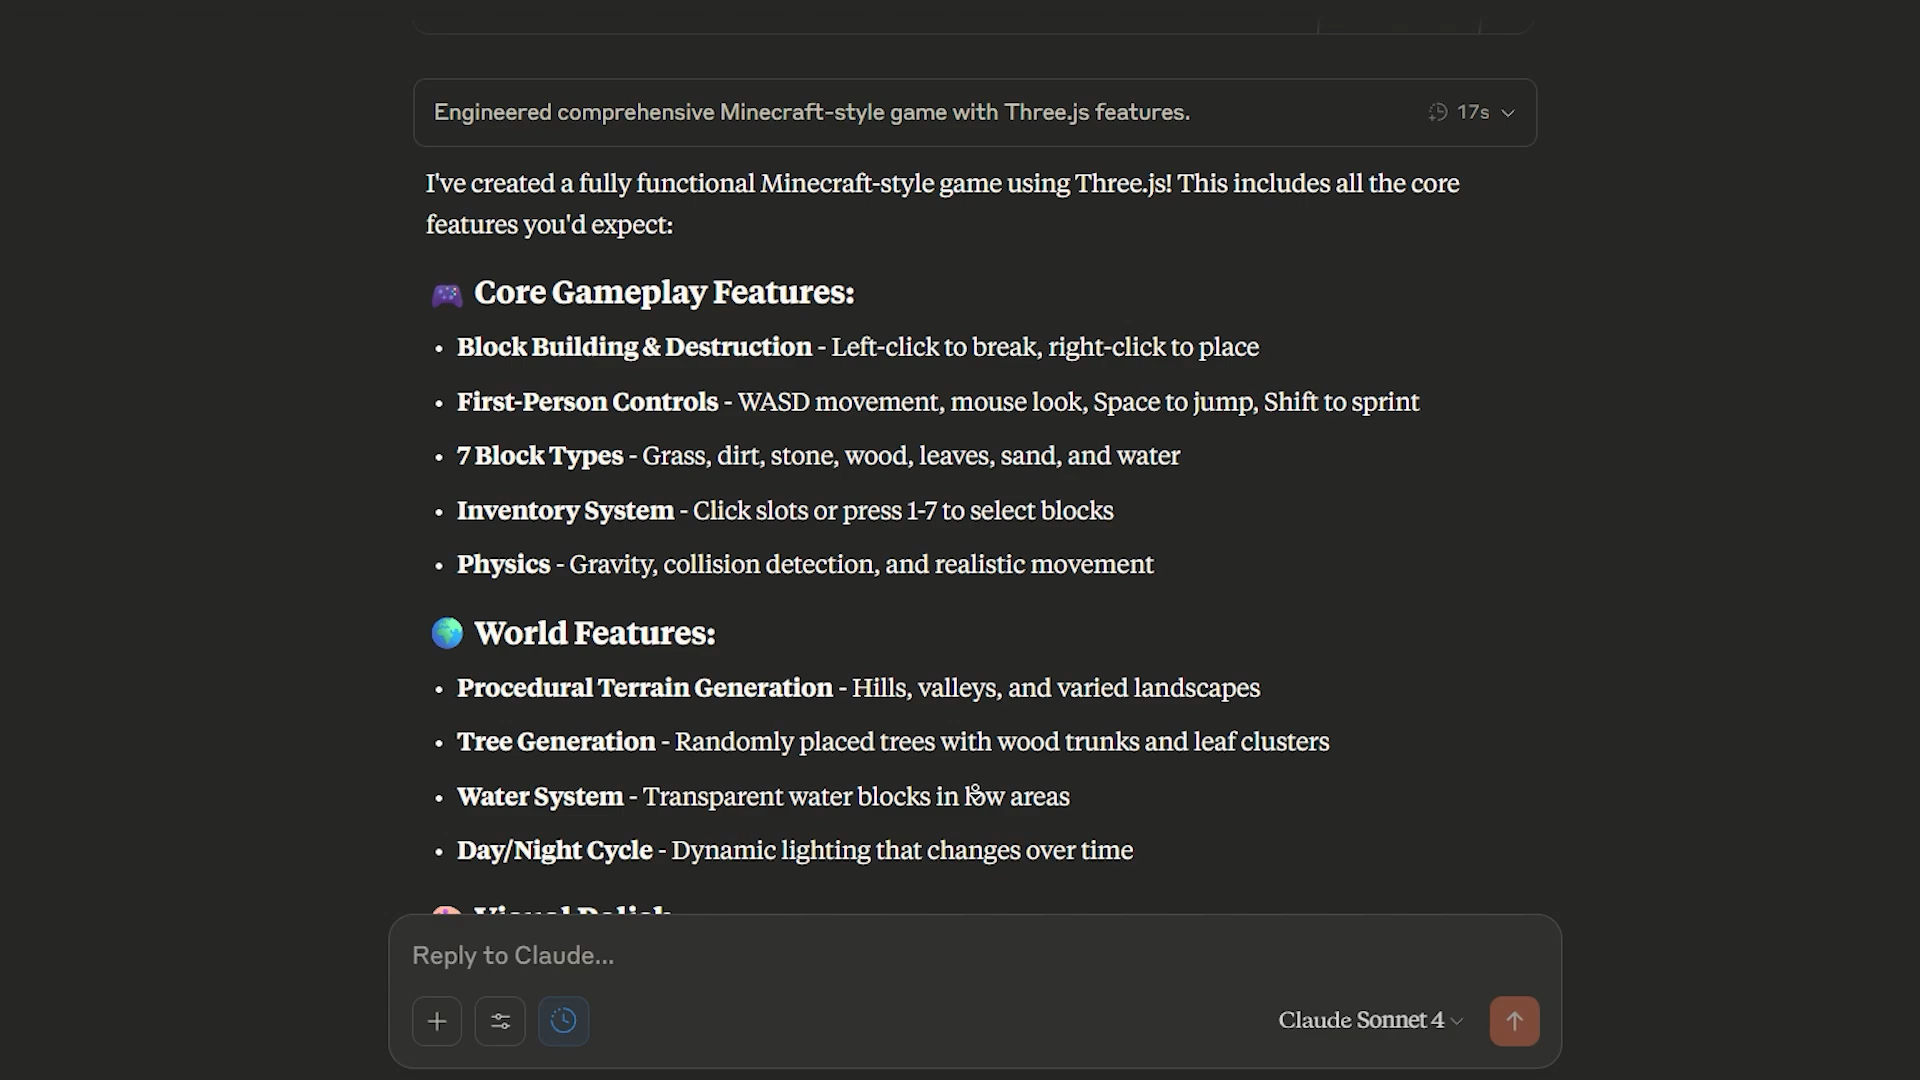 Engineered comprehensive Minecraft-style game with Three.js features.
17s
I've created a fully functional Minecraft-style game using Three.js! This includes all the core
features you'd expect:
🎮 Core Gameplay Features:
• Block Building & Destruction - Left-click to break, right-click to place
• First-Person Controls - WASD movement, mouse look, Space to jump, Shift to sprint
• 7 Block Types - Grass, dirt, stone, wood, leaves, sand, and water
• Inventory System - Click slots or press 1-7 to select blocks
• Physics - Gravity, collision detection, and realistic movement
🌍 World Features:
• Procedural Terrain Generation - Hills, valleys, and varied landscapes
• Tree Generation - Randomly placed trees with wood trunks and leaf clusters
• Water System - Transparent water blocks in low areas
• Day/Night Cycle - Dynamic lighting that changes over time
Visual Polish
Reply to Claude...
Claude Sonnet 4